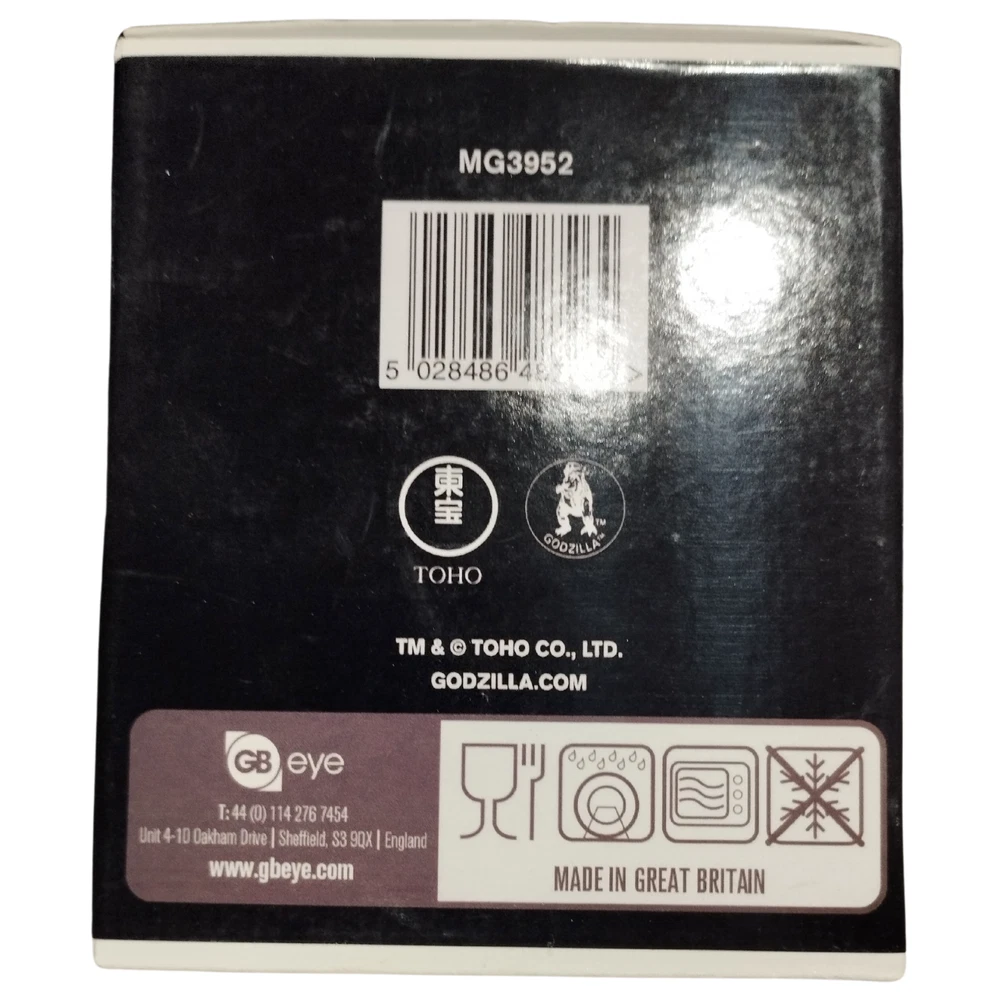 MG3952
5 028486 >
東宝
TOHO
GODZILLA™
TM
TM & © TOHO CO., LTD.
GODZILLA.COM
GB eye
T: 44 (0) 114 276 7454
Unit 4-10 Oakham Drive | Sheffield, S3 9QX | England
www.gbeye.com
MADE IN GREAT BRITAIN